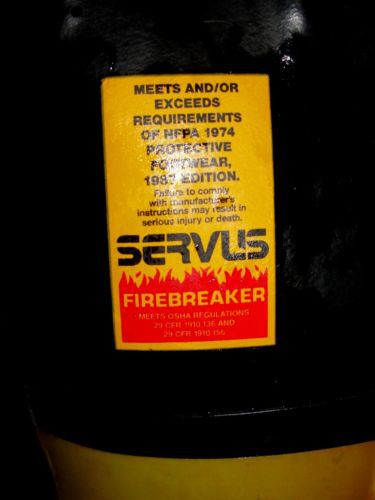 MEETS AND/OR
EXCEEDS
REQUIREMENTS
OF NFPA 1974
PROTECTIVE
FOOTWEAR,
1987 EDITION.
Failure to comply
with manufacturer's
instructions may result in
serious injury or death.
SERVUS
FIREBREAKER
MEETS OSHA REGULATIONS
29 CFR 1910.136 AND
29 CFR 1910.156